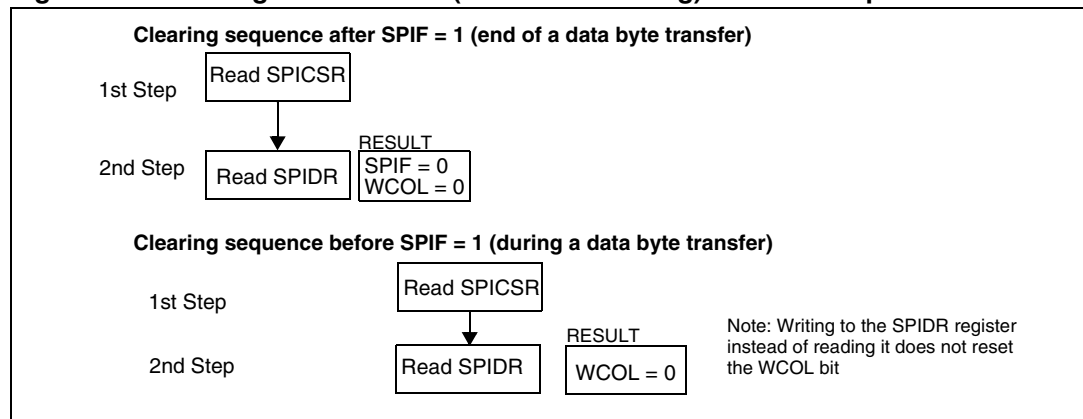 Clearing sequence after SPIF = 1 (end of a data byte transfer)
1st Step
Read SPICSR
2nd Step
Read SPIDR
RESULT
SPIF = 0
WCOL = 0
Clearing sequence before SPIF = 1 (during a data byte transfer)
1st Step
Read SPICSR
2nd Step
Read SPIDR
RESULT
WCOL = 0
Note: Writing to the SPIDR register
instead of reading it does not reset
the WCOL bit